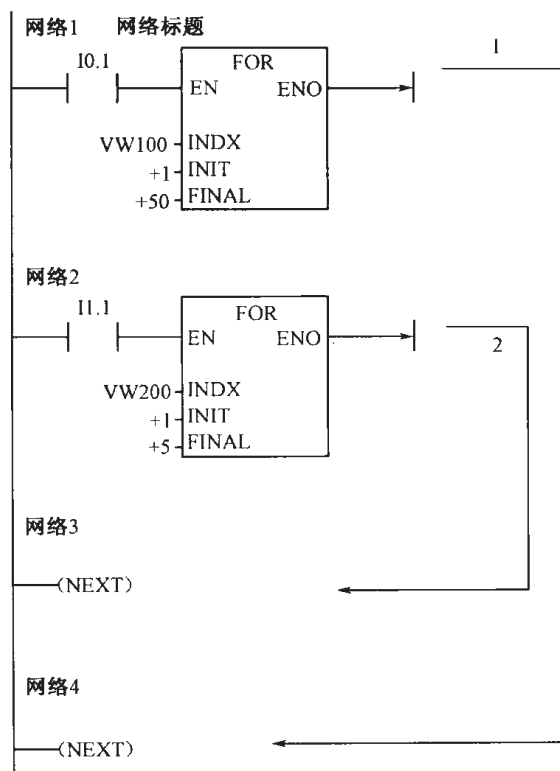 网络1 网络标题
I0.1
FOR
EN ENO
1
VW100 INDX
+1 INIT
+50 FINAL
网络2
I1.1
FOR
EN ENO
2
VW200 INDX
+1 INIT
+5 FINAL
网络3
(NEXT)
网络4
(NEXT)